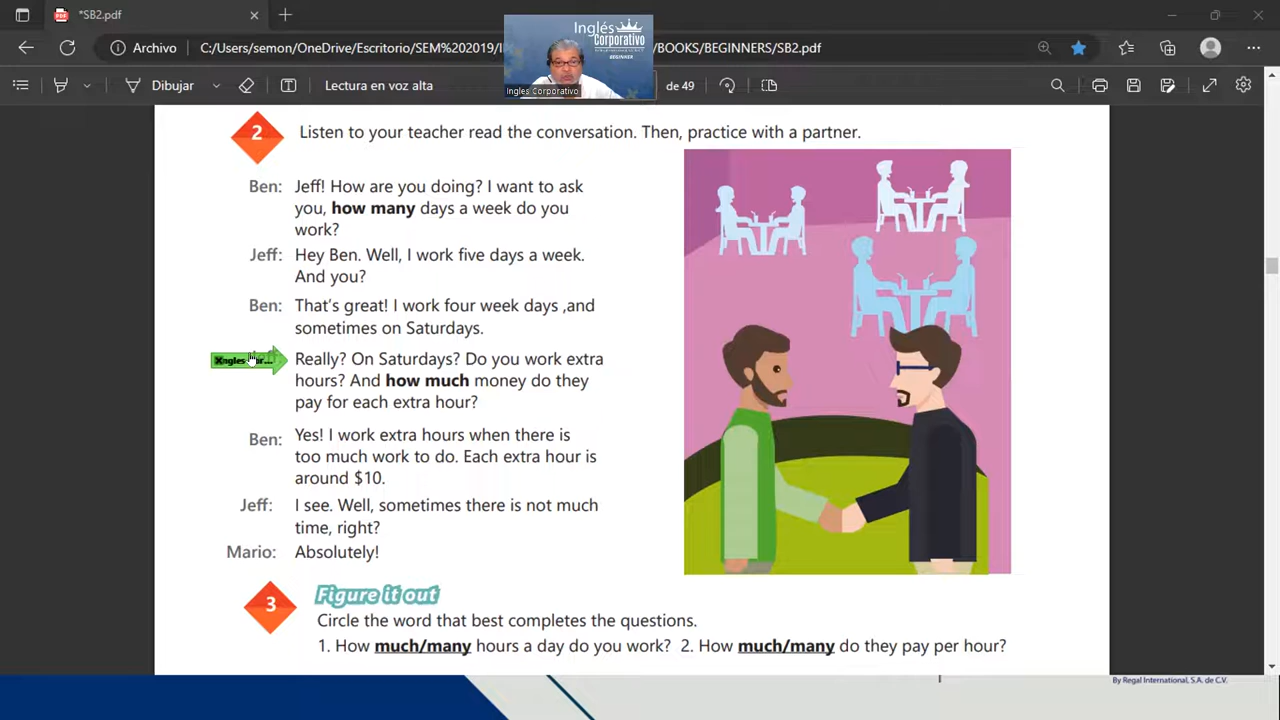 *SB2.pdf
Archivo
C:/Users/semon/OneDrive/Escritorio/SEM%202019/I
/BOOKS/BEGINNERS/SB2.pdf
Inglés
Corporativo
BEGINNER
Ingles Corporativo
Dibujar
Lectura en voz alta
de 49
2
Listen to your teacher read the conversation. Then, practice with a partner.
Ben: Jeff! How are you doing? I want to ask
you, how many days a week do you
work?
Jeff: Hey Ben. Well, I work five days a week.
And you?
Ben: That's great! I work four week days ,and
sometimes on Saturdays.
Really? On Saturdays? Do you work extra
hours? And how much money do they
pay for each extra hour?
Ben: Yes! I work extra hours when there is
too much work to do. Each extra hour is
around $10.
Jeff: I see. Well, sometimes there is not much
time, right?
Mario: Absolutely!
3
Figure it out
Circle the word that best completes the questions.
1. How much/many hours a day do you work? 2. How much/many do they pay per hour?
By Regal International, S.A. de C.V.